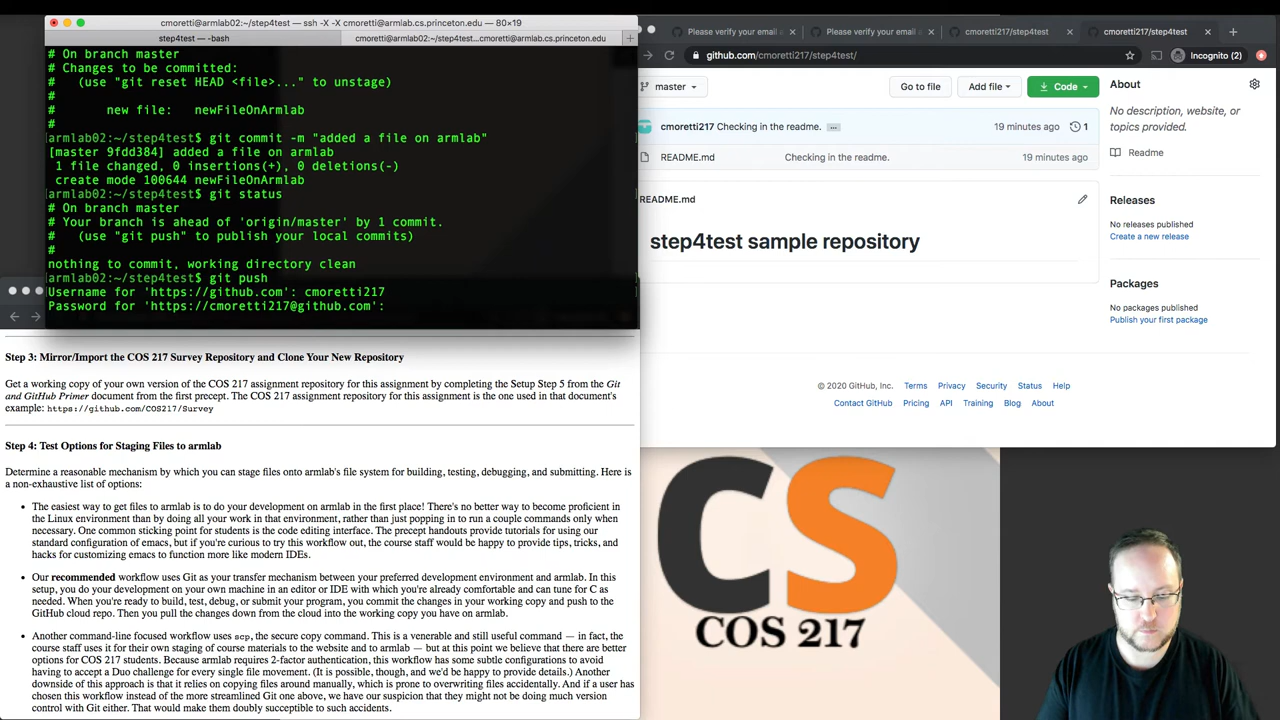 cmoretti@armlab02:~/step4test — ssh -X -X cmoretti@armlab.cs.princeton.edu — 80×19
step4test — -bash
cmoretti@armlab02:~/step4test...cmoretti@armlab.cs.princeton.edu
# On branch master
# Changes to be committed:
#   (use "git reset HEAD <file>..." to unstage)
#
#       new file:   newFileOnArmlab
#
[armlab02:~/step4test> git commit -m "added a file on armlab"
[master 9fdd384] added a file on armlab
 1 file changed, 0 insertions(+), 0 deletions(-)
 create mode 100644 newFileOnArmlab
[armlab02:~/step4test> git status
# On branch master
# Your branch is ahead of 'origin/master' by 1 commit.
#   (use "git push" to publish your local commits)
#
nothing to commit, working directory clean
[armlab02:~/step4test> git push
Username for 'https://github.com': cmoretti217
Password for 'https://cmoretti217@github.com':
Please verify your email
Please verify your email
cmoretti217/step4test
cmoretti217/step4test
github.com/cmoretti217/step4test/
Incognito (2)
master
Go to file
Add file
Code
cmoretti217 Checking in the readme. ...
19 minutes ago
1
README.md
Checking in the readme.
19 minutes ago
README.md
step4test sample repository
About
No description, website, or
topics provided.
Readme
Releases
No releases published
Create a new release
Packages
No packages published
Publish your first package
© 2020 GitHub, Inc. Terms Privacy Security Status Help
Contact GitHub Pricing API Training Blog About
Step 3: Mirror/Import the COS 217 Survey Repository and Clone Your New Repository
Get a working copy of your own version of the COS 217 assignment repository for this assignment by completing the Setup Step 5 from the Git
and GitHub Primer document from the first precept. The COS 217 assignment repository for this assignment is the one used in that document's
example: https://github.com/COS217/Survey
Step 4: Test Options for Staging Files to armlab
Determine a reasonable mechanism by which you can stage files onto armlab's file system for building, testing, debugging, and submitting. Here is
a non-exhaustive list of options:
• The easiest way to get files to armlab is to do your development on armlab in the first place! There's no better way to become proficient in
the Linux environment than by doing all your work in that environment, rather than just popping in to run a couple commands only when
necessary. One common sticking point for students is the code editing interface. The precept handouts provide tutorials for using our
standard configuration of emacs, but if you're curious to try this workflow out, the course staff would be happy to provide tips, tricks, and
hacks for customizing emacs to function more like modern IDEs.
• Our recommended workflow uses Git as your transfer mechanism between your preferred development environment and armlab. In this
setup, you do your development on your own machine in an editor or IDE with which you're already comfortable and can tune for C as
needed. When you're ready to build, test, debug, or submit your program, you commit the changes in your working copy and push to the
GitHub cloud repo. Then you pull the changes down from the cloud into the working copy you have on armlab.
• Another command-line focused workflow uses scp, the secure copy command. This is a venerable and still useful command — in fact, the
course staff uses it for their own staging of course materials to the website and to armlab — but at this point we believe that there are better
options for COS 217 students. Because armlab requires 2-factor authentication, this workflow has some subtle configurations to avoid
having to accept a Duo challenge for every single file movement. (It is possible, though, and we'd be happy to provide details.) Another
downside of this approach is that it relies on copying files around manually, which is prone to overwriting files accidentally. And if a user has
chosen this workflow instead of the more streamlined Git one above, we have our suspicion that they might not be doing much version
control with Git either. That would make them doubly susceptible to such accidents.
CS
COS 217